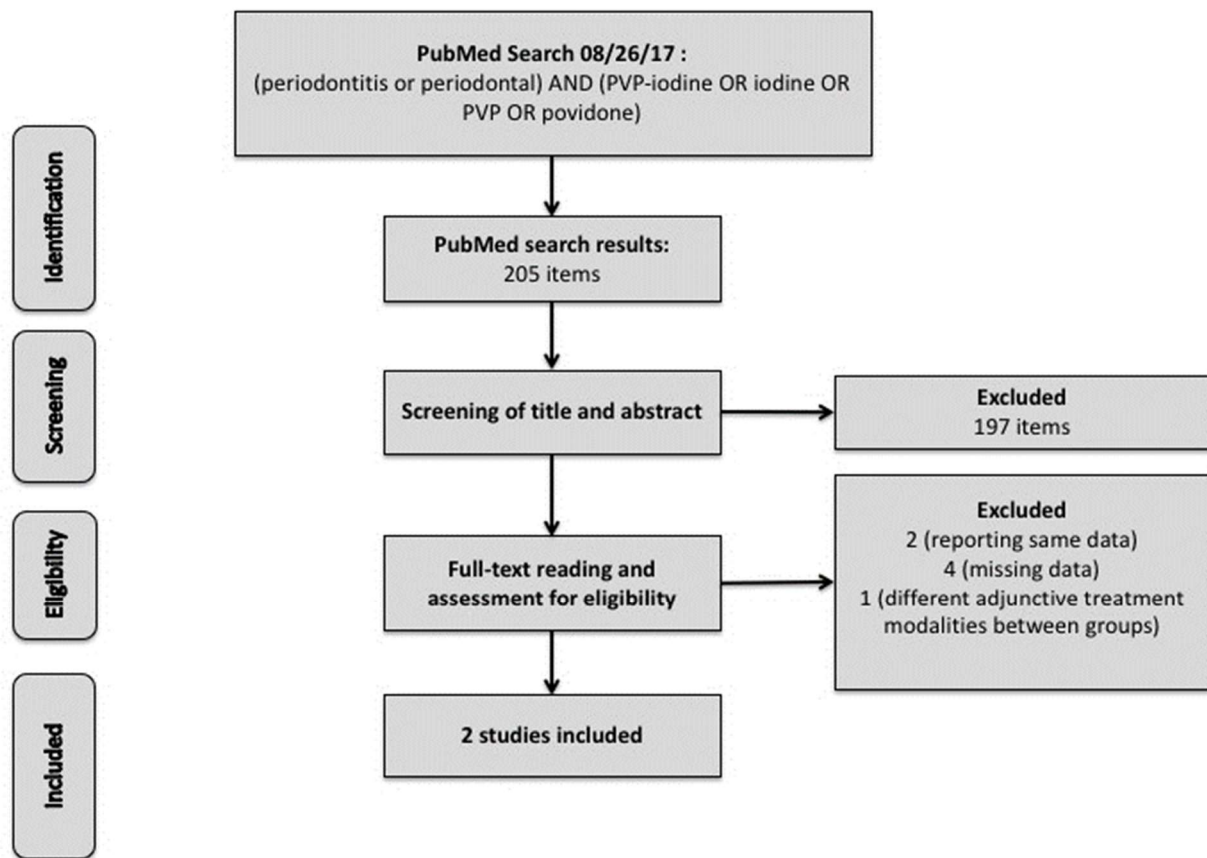 PubMed Search 08/26/17 :
(periodontitis or periodontal) AND (PVP-iodine OR iodine OR
PVP OR povidone)
Identification
PubMed search results:
205 items
Screening
Screening of title and abstract
Excluded
197 items
Eligibility
Full-text reading and
assessment for eligibility
Excluded
2 (reporting same data)
4 (missing data)
1 (different adjunctive treatment
modalities between groups)
Included
2 studies included